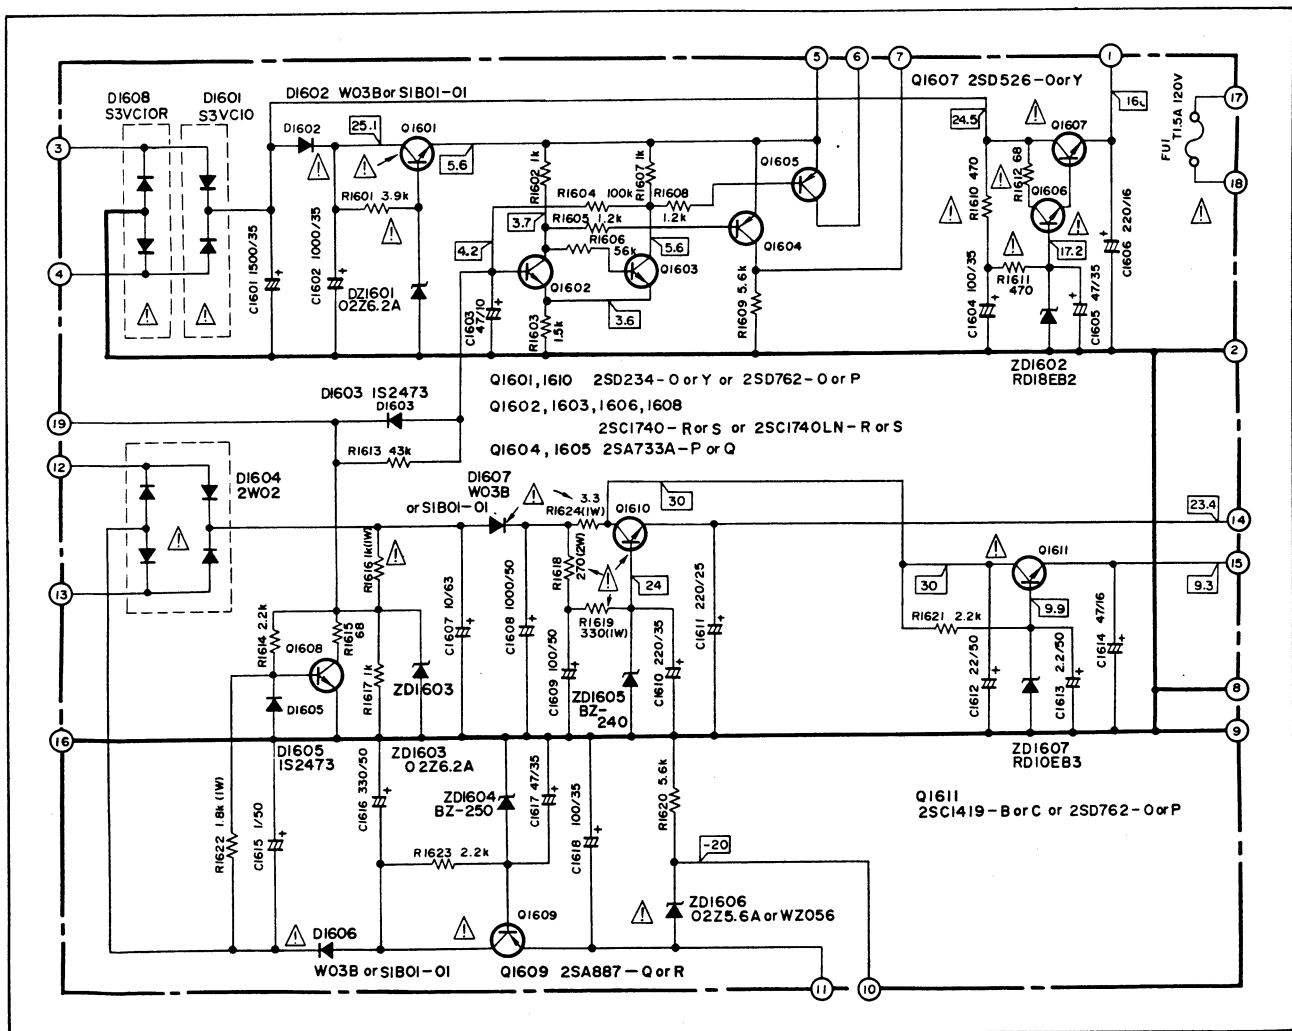 5
6
7
1
Q1607 2SD526-O or Y
D1608
S3VC10R
D1601
S3VC10
D1602 W03B or S1B01-01
FU1 T1.5A 120V
17
18
D1602
25.1
Q1601
5.6
24.5
Q1607
3
R1602 1k
R1607 1k
Q1605
R1612 68
R1610 470
R1601 3.9k
R1604 100k
R1608
1.2k
Q1606
3.7
R1605
1.2k
4.2
R1606
56k
5.6
Q1604
17.2
C1606 220/16
4
C1601 1500/35
C1602 1000/35
Q1602
Q1603
R1611
470
DZ1601
02Z6.2A
C1603
47/10
R1603
1.5k
3.6
R1609 5.6k
C1604 100/35
C1605 47/35
2
ZD1602
RD18EB2
Q1601,1610 2SD234-O or Y or 2SD762-O or P
D1603 1S2473
D1603
Q1602,1603,1606,1608
2SC1740-R or S or 2SC1740LN-R or S
19
R1613 43k
Q1604, 1605 2SA733A-P or Q
12
D1604
2W02
D1607
W03B
or S1B01-01
3.3
R1624(1W)
30
Q1610
23.4
14
R1616 1k(1W)
R1618
270(2W)
Q1611
15
13
24
30
9.3
C1607 10/63
C1608 1000/50
R1619
330(1W)
9.9
R1614 2.2k
R1615
68
R1621 2.2k
C1611 220/25
C1614 47/16
Q1608
C1609 100/50
C1610 220/35
C1612 22/50
C1613 2.2/50
R1617 1k
ZD1603
ZD1605
BZ-
240
D1605
8
16
9
D1605
1S2473
ZD1603
02Z6.2A
ZD1607
RD10EB3
C1616 330/50
ZD1604
BZ-250
C1617 47/35
C1618 100/35
R1620 5.6k
Q1611
2SC1419-B or C or 2SD762-O or P
R1622 1.8k (1W)
C1615 1/50
R1623 2.2k
-20
ZD1606
02Z5.6A or WZ056
D1606
Q1609
W03B or S1B01-01
Q1609 2SA887-Q or R
11
10